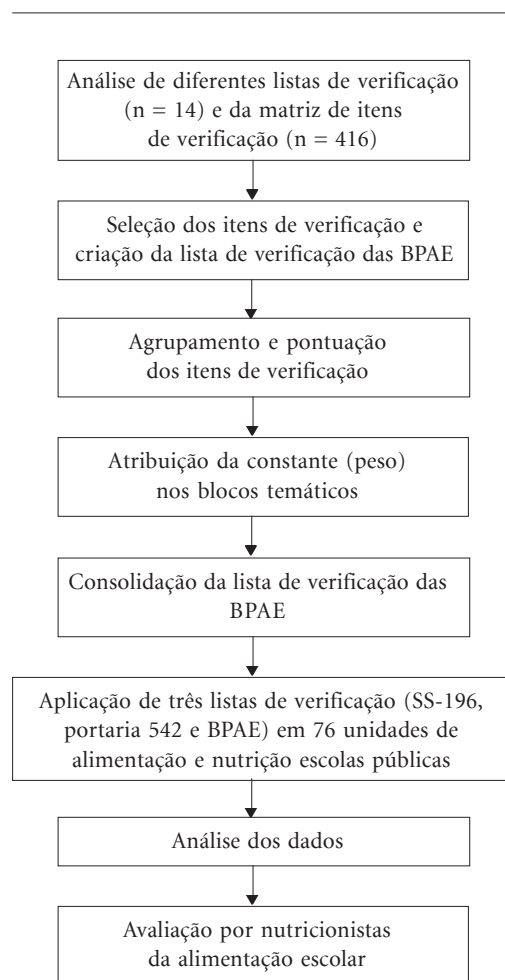 Análise de diferentes listas de verificação
(n = 14) e da matriz de itens
de verificação (n = 416)
Seleção dos itens de verificação e
criação da lista de verificação das BPAE
Agrupamento e pontuação
dos itens de verificação
Atribuição da constante (peso)
nos blocos temáticos
Consolidação da lista de verificação das
BPAE
Aplicação de três listas de verificação (SS-196,
portaria 542 e BPAE) em 76 unidades de
alimentação e nutrição escolas públicas
Análise dos dados
Avaliação por nutricionistas
da alimentação escolar